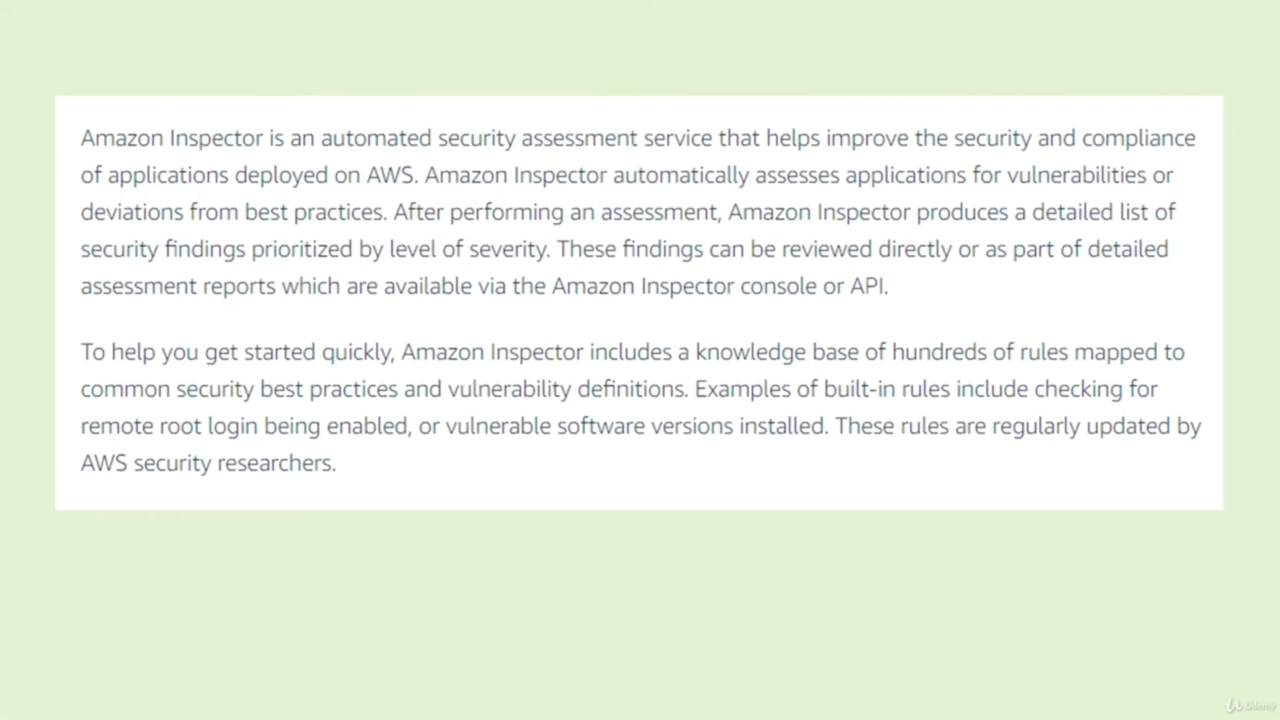 Amazon Inspector is an automated security assessment service that helps improve the security and compliance
of applications deployed on AWS. Amazon Inspector automatically assesses applications for vulnerabilities or
deviations from best practices. After performing an assessment, Amazon Inspector produces a detailed list of
security findings prioritized by level of severity. These findings can be reviewed directly or as part of detailed
assessment reports which are available via the Amazon Inspector console or API.
To help you get started quickly, Amazon Inspector includes a knowledge base of hundreds of rules mapped to
common security best practices and vulnerability definitions. Examples of built-in rules include checking for
remote root login being enabled, or vulnerable software versions installed. These rules are regularly updated by
AWS security researchers.
Udemy